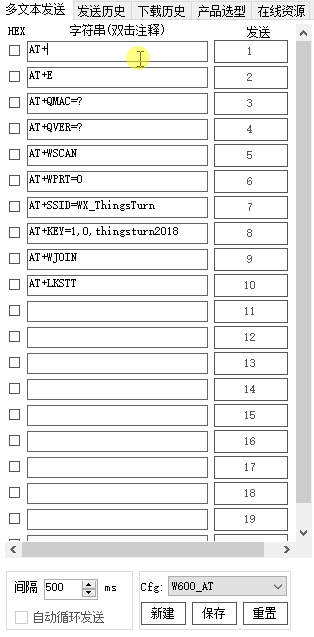 多文本发送 发送历史 下载历史 产品选型 在线资源
HEX 字符串(双击注释) 发送
AT+ 1
AT+E 2
AT+QMAC=? 3
AT+QVER=? 4
AT+WSCAN 5
AT+WPRT=0 6
AT+SSID=WX_ThingsTurn 7
AT+KEY=1,0,thingsturn2018 8
AT+WJOIN 9
AT+LKSTT 10
11
12
13
14
15
16
17
18
19
间隔 500 ms Cfg: W600_AT
自动循环发送 新建 保存 重置